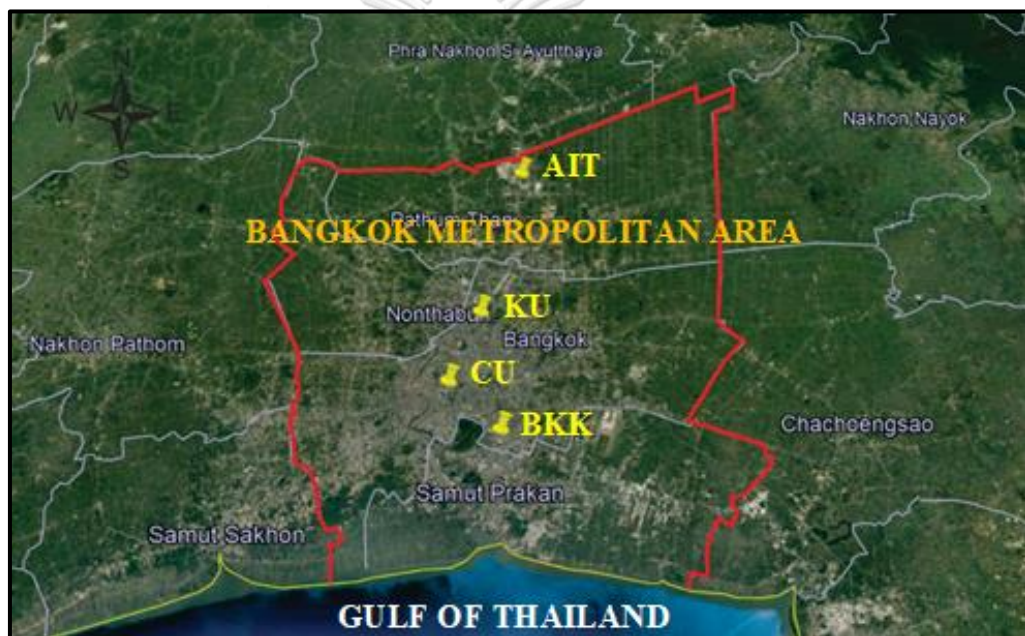 Phra Nakhon Si Ayutthaya
N
W E
S
Nakhon Nayok
AIT
Pathum Thani
BANGKOK METROPOLITAN AREA
KU
Nonthabu
Bangkok
Nakhon Pathom
CU
BKK
Chachoengsao
Samut Prakan
Samut Sakhon
GULF OF THAILAND